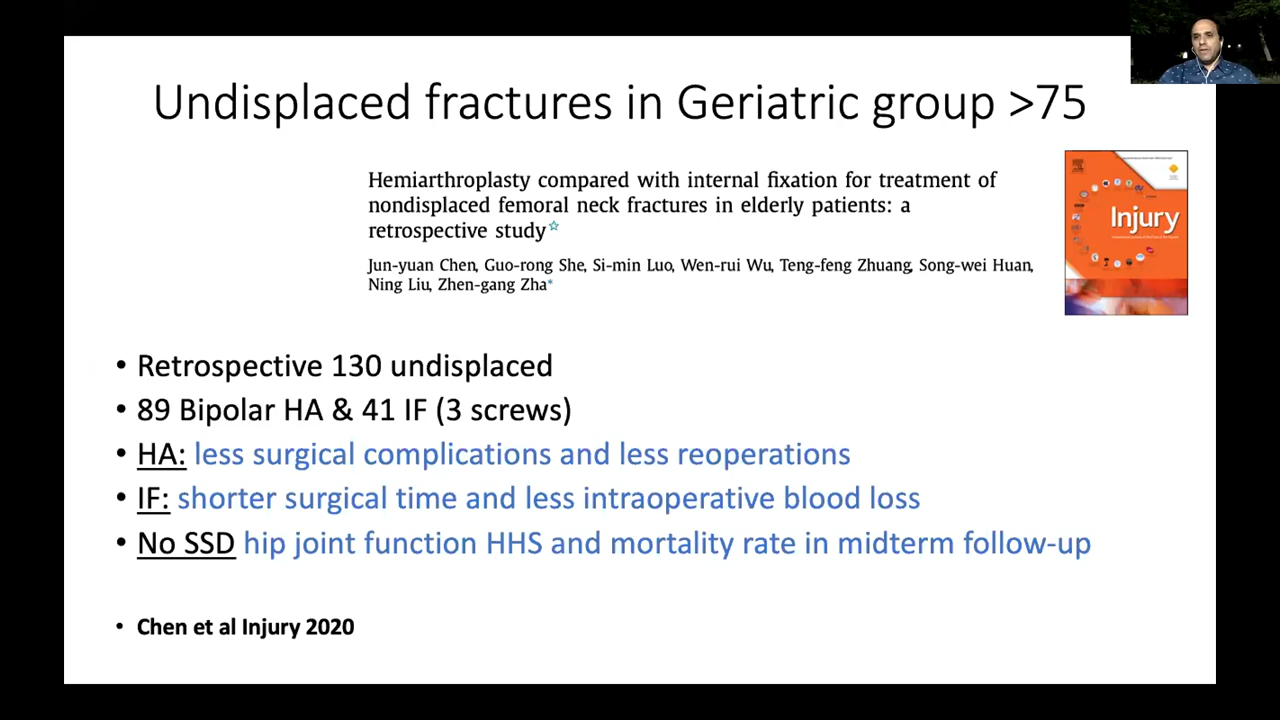 Undisplaced fractures in Geriatric group >75
Hemiarthroplasty compared with internal fixation for treatment of
nondisplaced femoral neck fractures in elderly patients: a
retrospective study☆
Jun-yuan Chen, Guo-rong She, Si-min Luo, Wen-rui Wu, Teng-feng Zhuang, Song-wei Huan,
Ning Liu, Zhen-gang Zha*
Injury
• Retrospective 130 undisplaced
• 89 Bipolar HA & 41 IF (3 screws)
• HA: less surgical complications and less reoperations
• IF: shorter surgical time and less intraoperative blood loss
• No SSD hip joint function HHS and mortality rate in midterm follow-up
• Chen et al Injury 2020